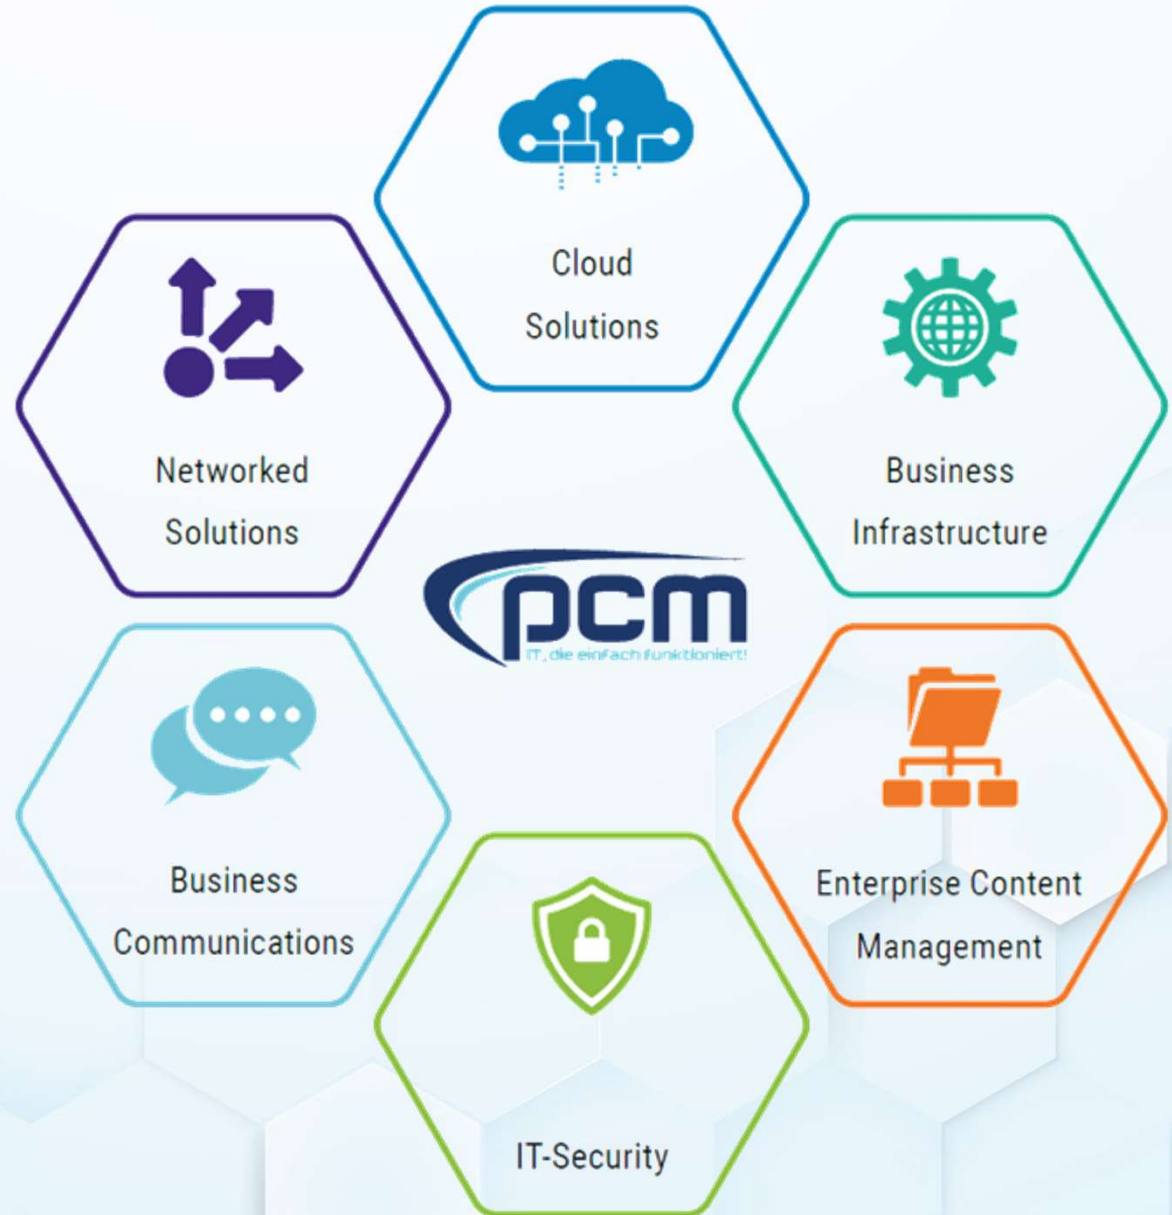 Cloud
Solutions
Networked
Solutions
Business
Infrastructure
pcm
IT, die einfach funktioniert!
Business
Communications
Enterprise Content
Management
IT-Security